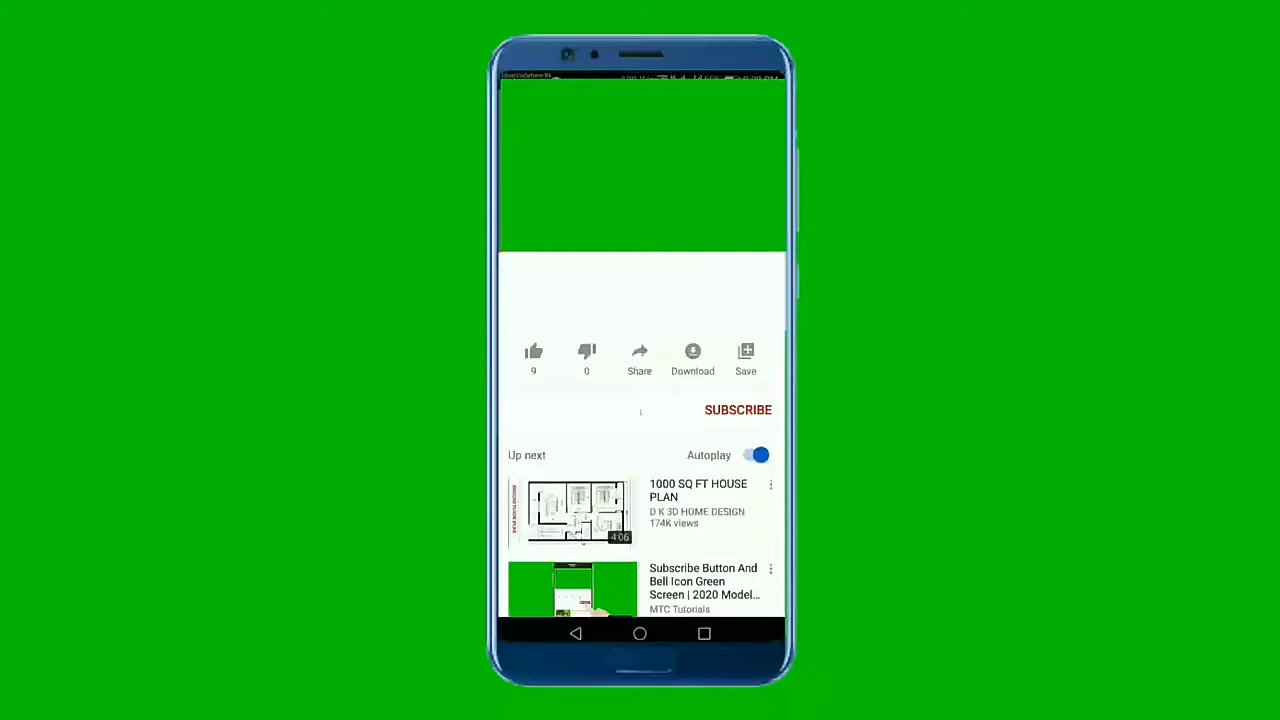 9
0
Share
Download
Save
SUBSCRIBE
Up next
Autoplay
1000 SQ FT HOUSE
PLAN
D K 3D HOME DESIGN
174K views
4:06
Subscribe Button And
Bell Icon Green
Screen | 2020 Model...
MTC Tutorials